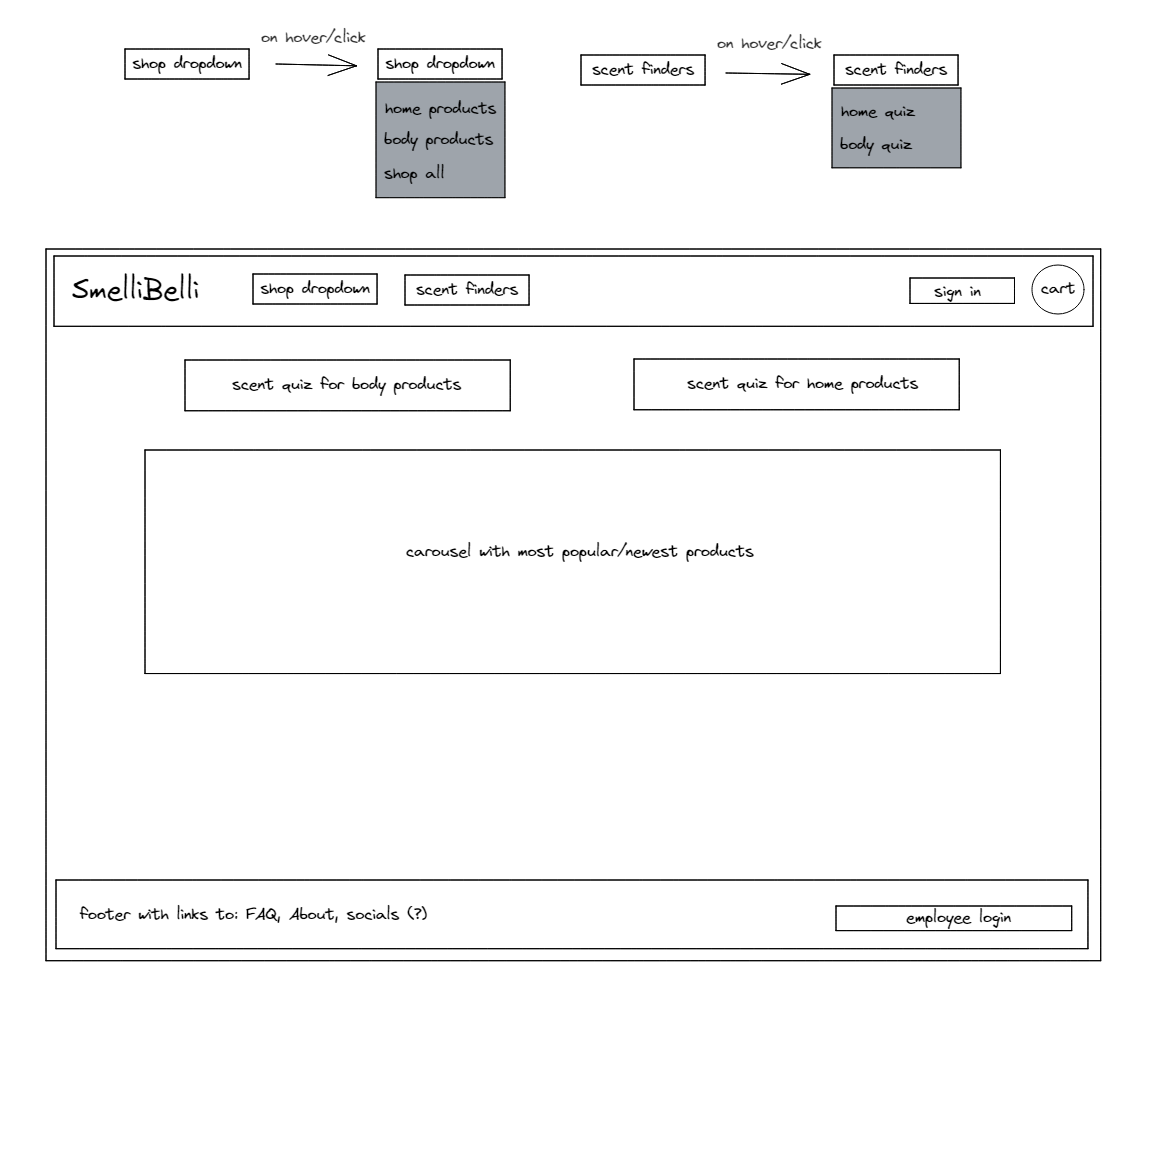 on hover/click
on hover/click
shop dropdown
shop dropdown
scent finders
scent finders
home products
body products
shop all
home quiz
body quiz
SmelliBelli
shop dropdown
scent finders
sign in
cart
scent quiz for body products
scent quiz for home products
carousel with most popular/newest products
footer with links to: FAQ, About, socials (?)
employee login